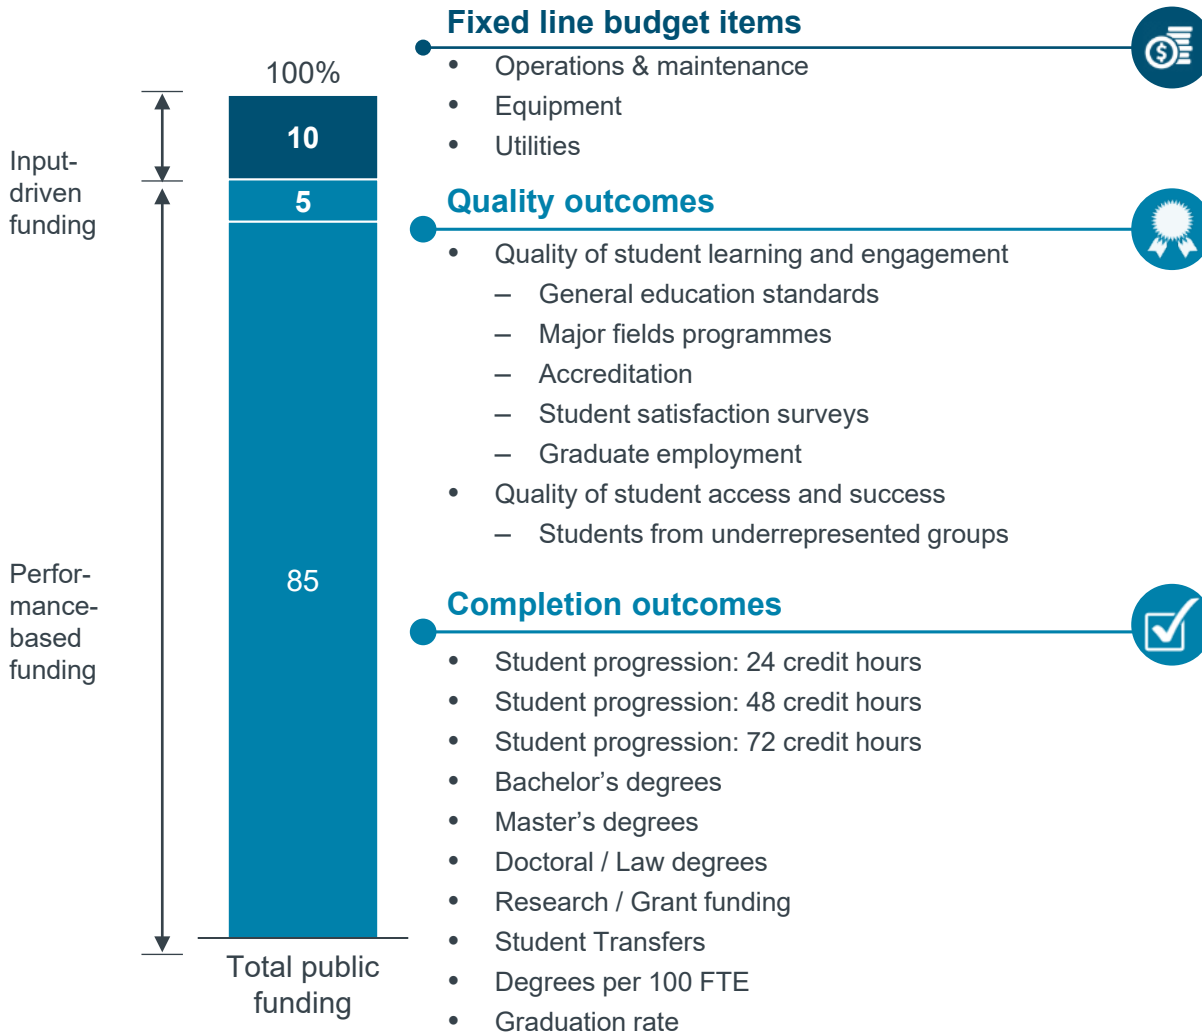 100%
10
5
85
Total public
funding
Input-
driven
funding
Perfor-
mance-
based
funding
Fixed line budget items
• Operations & maintenance
• Equipment
• Utilities
Quality outcomes
• Quality of student learning and engagement
– General education standards
– Major fields programmes
– Accreditation
– Student satisfaction surveys
– Graduate employment
• Quality of student access and success
– Students from underrepresented groups
Completion outcomes
• Student progression: 24 credit hours
• Student progression: 48 credit hours
• Student progression: 72 credit hours
• Bachelor’s degrees
• Master’s degrees
• Doctoral / Law degrees
• Research / Grant funding
• Student Transfers
• Degrees per 100 FTE
• Graduation rate
$